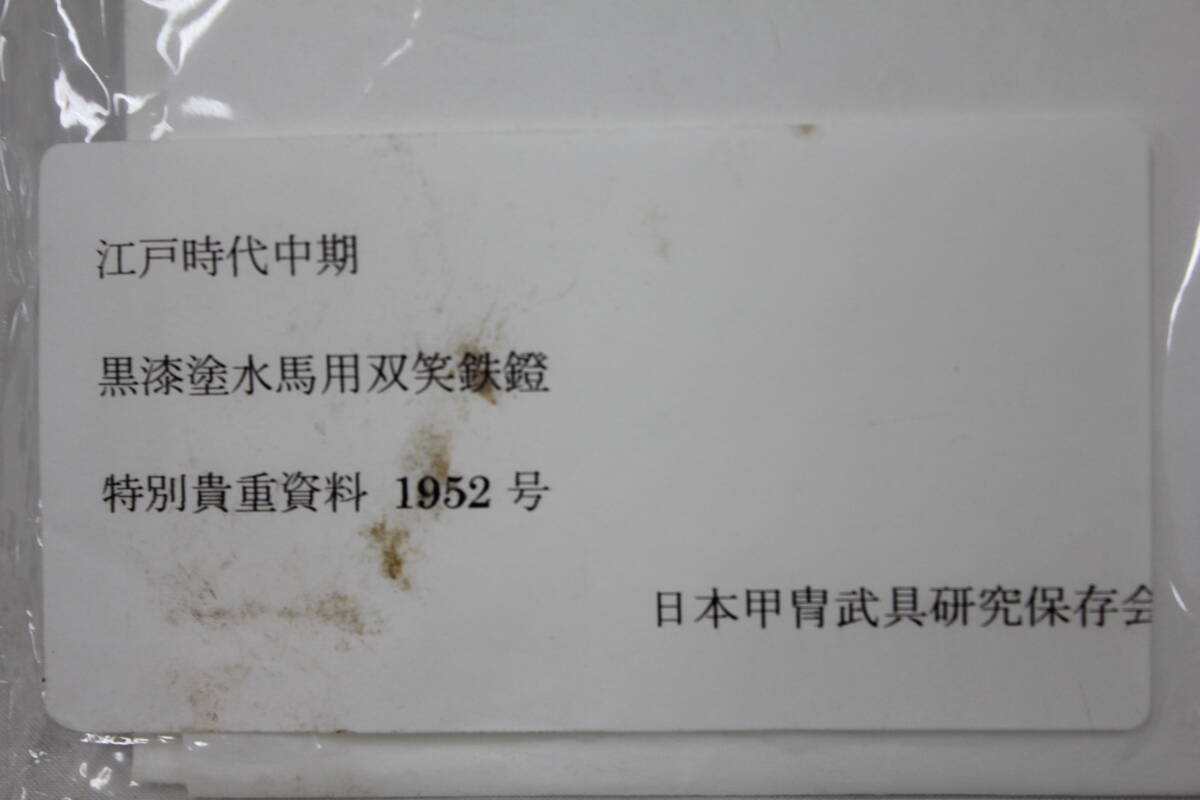 江戸時代中期
黒漆塗水馬用双笑鉄鐙
特別貴重資料 1952 号
日本甲冑武具研究保存会